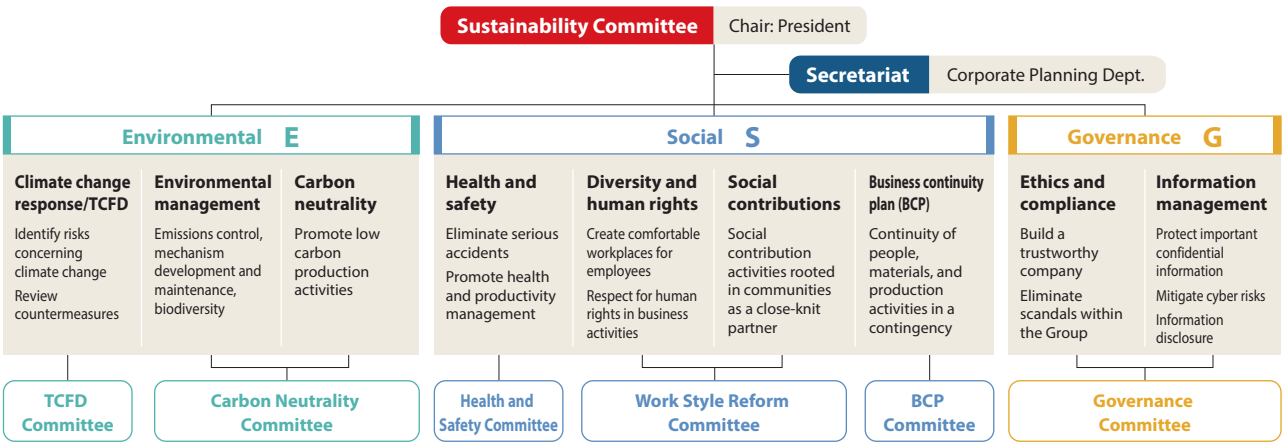 Sustainability Committee
Chair: President
Secretariat
Corporate Planning Dept.
Environmental E
Climate change
response/TCFD
Identify risks
concerning
climate change
Review
countermeasures
Environmental
management
Emissions control,
mechanism
development and
maintenance,
biodiversity
Carbon
neutrality
Promote low
carbon
production
activities
TCFD
Committee
Carbon Neutrality
Committee
Social S
Health and
safety
Eliminate serious
accidents
Promote health
and productivity
management
Diversity and
human rights
Create comfortable
workplaces for
employees
Respect for human
rights in business
activities
Social
contributions
Social
contribution
activities rooted
in communities
as a close-knit
partner
Business continuity
plan (BCP)
Continuity of
people,
materials, and
production
activities in a
contingency
Health and
Safety Committee
Work Style Reform
Committee
BCP
Committee
Governance G
Ethics and
compliance
Build a
trustworthy
company
Eliminate
scandals within
the Group
Information
management
Protect important
confidential
information
Mitigate cyber risks
Information
disclosure
Governance
Committee